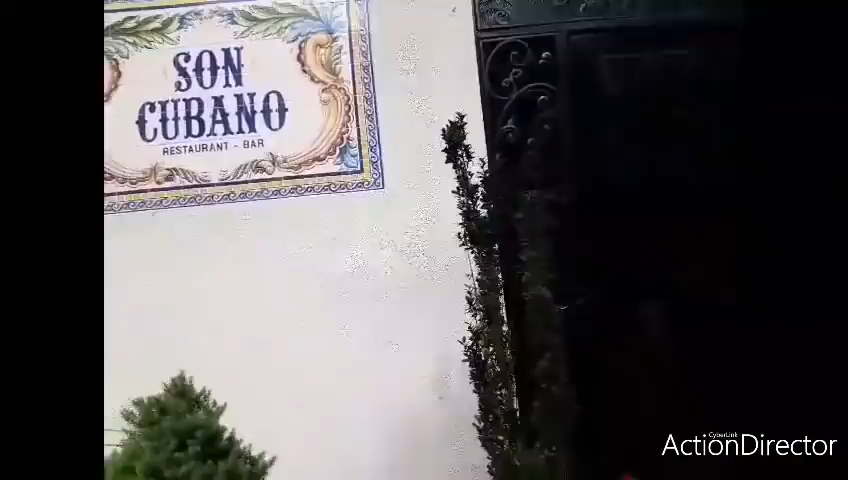 SON
CUBANO
RESTAURANT - BAR
CyberLink
ActionDirector